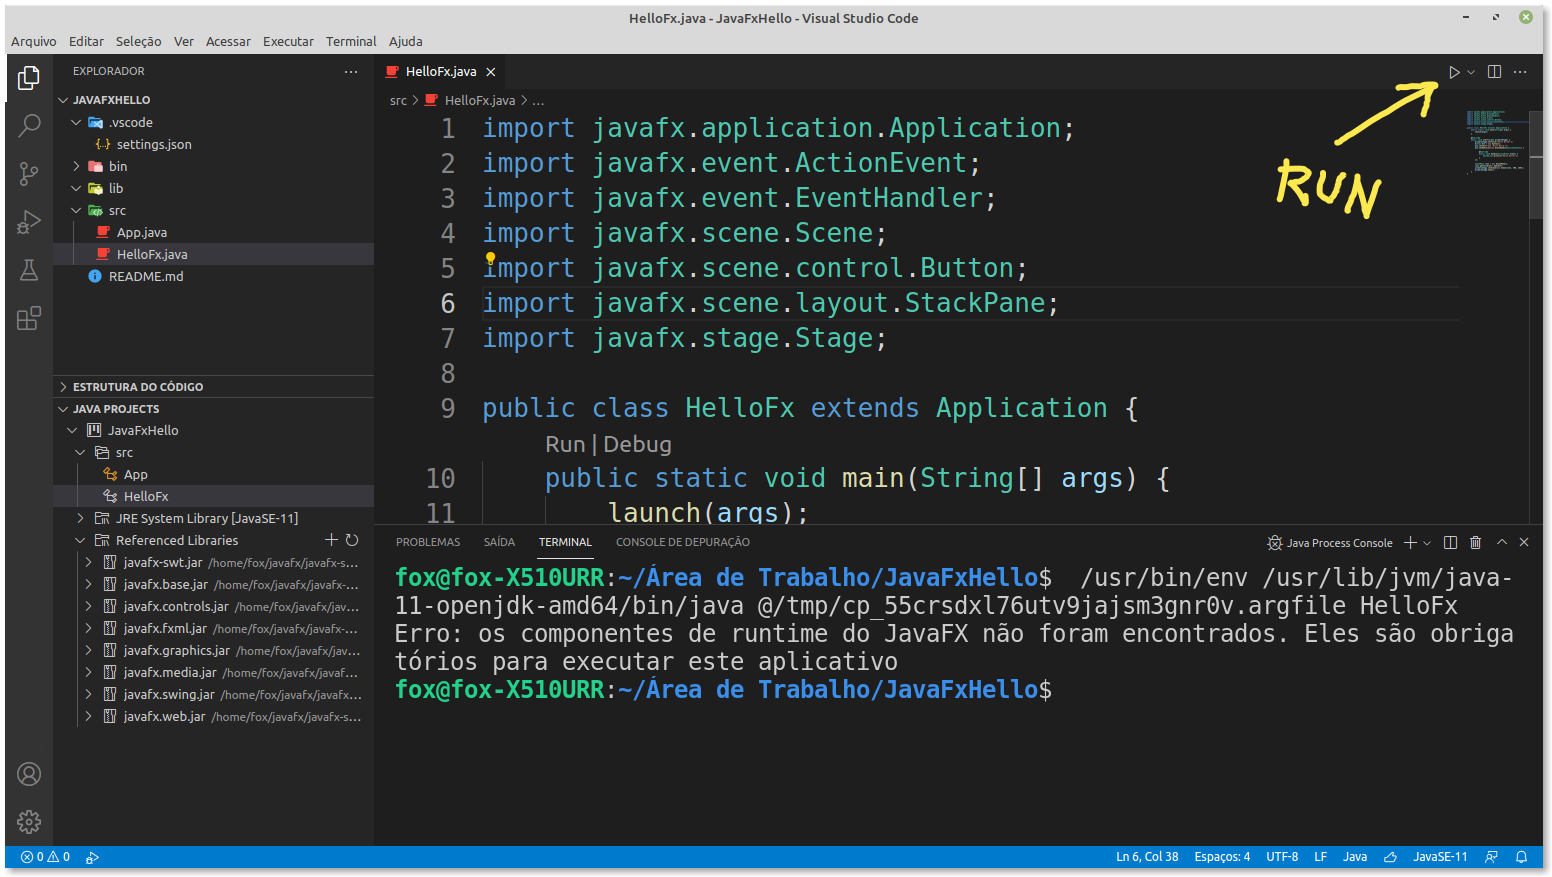 HelloFx.java - JavaFxHello - Visual Studio Code
Arquivo Editar Seleção Ver Acessar Executar Terminal Ajuda
EXPLORADOR
JAVAFXHELLO
.vscode
settings.json
bin
lib
src
App.java
HelloFx.java
README.md
ESTRUTURA DO CÓDIGO
JAVA PROJECTS
JavaFxHello
src
App
HelloFx
JRE System Library [JavaSE-11]
Referenced Libraries
javafx-swt.jar /home/fox/javafx/javafx-s...
javafx.base.jar /home/fox/javafx/javafx-...
javafx.controls.jar /home/fox/javafx/jav...
javafx.fxml.jar /home/fox/javafx/javafx-...
javafx.graphics.jar /home/fox/javafx/jav...
javafx.media.jar /home/fox/javafx/javaf...
javafx.swing.jar /home/fox/javafx/javafx...
javafx.web.jar /home/fox/javafx/javafx-s...
HelloFx.java
src > HelloFx.java > ...
RUN
1 import javafx.application.Application;
2 import javafx.event.ActionEvent;
3 import javafx.event.EventHandler;
4 import javafx.scene.Scene;
5 import javafx.scene.control.Button;
6 import javafx.scene.layout.StackPane;
7 import javafx.stage.Stage;
8
9 public class HelloFx extends Application {
Run | Debug
10 public static void main(String[] args) {
11 launch(args);
PROBLEMAS SAÍDA TERMINAL CONSOLE DE DEPURAÇÃO Java Process Console
fox@fox-X510URR:~/Área de Trabalho/JavaFxHello$ /usr/bin/env /usr/lib/jvm/java-
11-openjdk-amd64/bin/java @/tmp/cp_55crsdxl76utv9jajsm3gnr0v.argfile HelloFx
Erro: os componentes de runtime do JavaFX não foram encontrados. Eles são obriga
tórios para executar este aplicativo
fox@fox-X510URR:~/Área de Trabalho/JavaFxHello$
0 0 Ln 6, Col 38 Espaços: 4 UTF-8 LF Java JavaSE-11